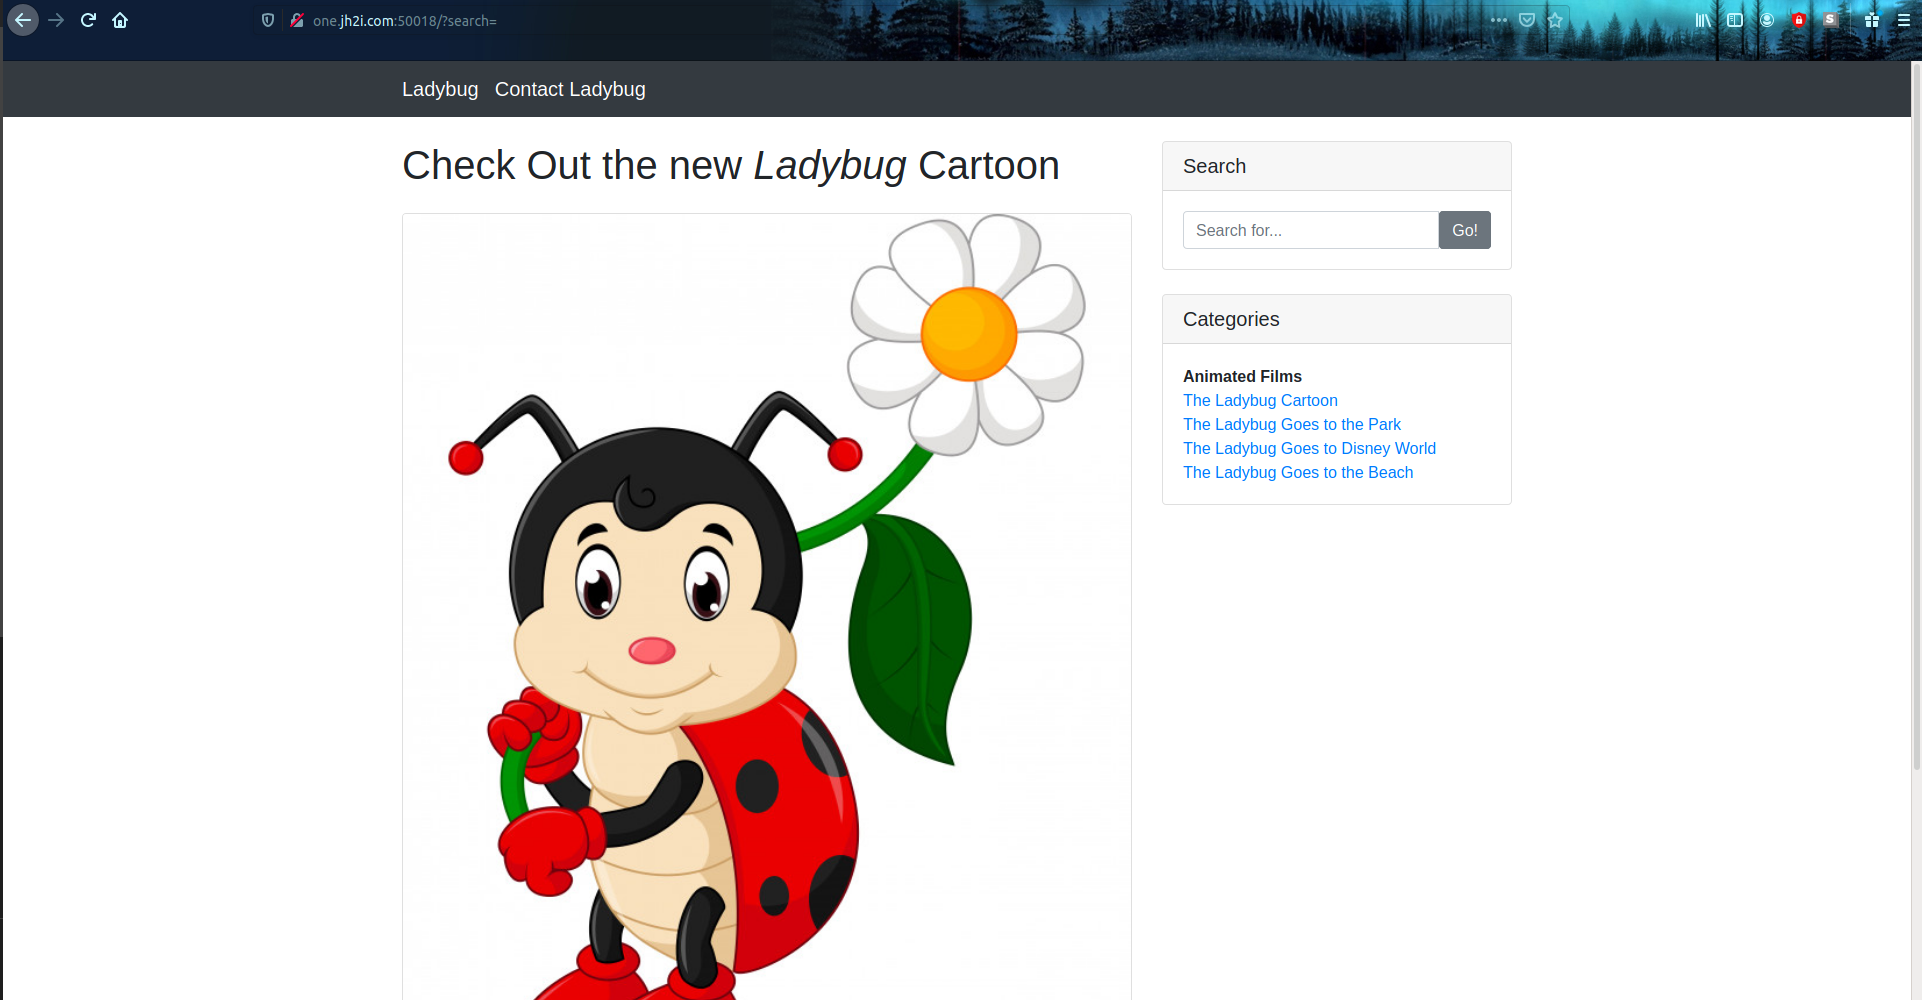 one.jh2i.com:50018/?search=
Ladybug Contact Ladybug
Check Out the new Ladybug Cartoon
Search
Search for... Go!
Categories
Animated Films
The Ladybug Cartoon
The Ladybug Goes to the Park
The Ladybug Goes to Disney World
The Ladybug Goes to the Beach